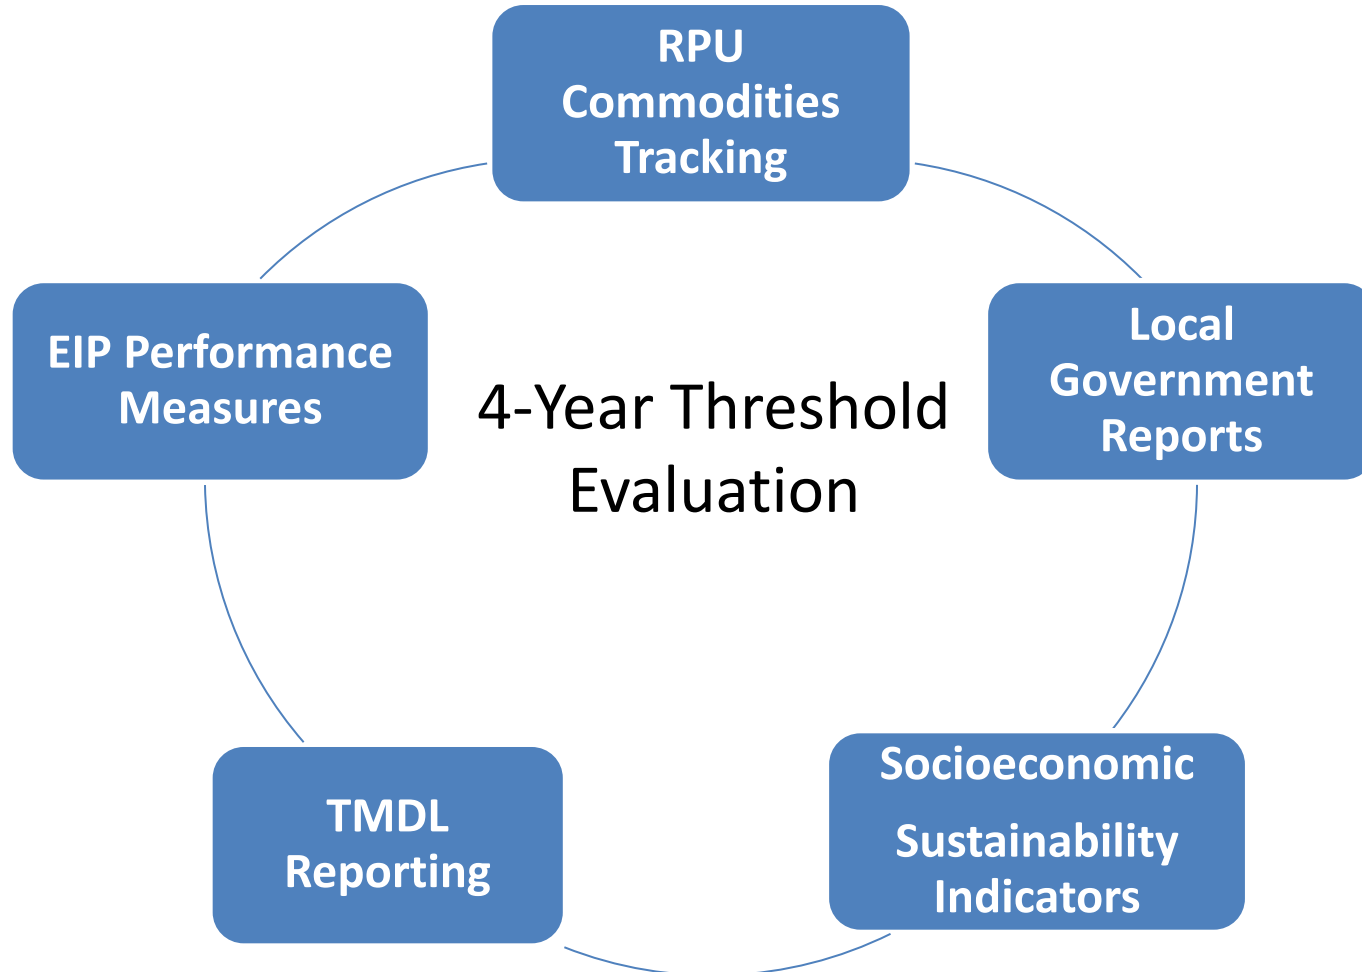 RPU
Commodities
Tracking
Local
Government
Reports
EIP Performance
Measures
4-Year Threshold
Evaluation
Socioeconomic
Sustainability
Indicators
TMDL
Reporting